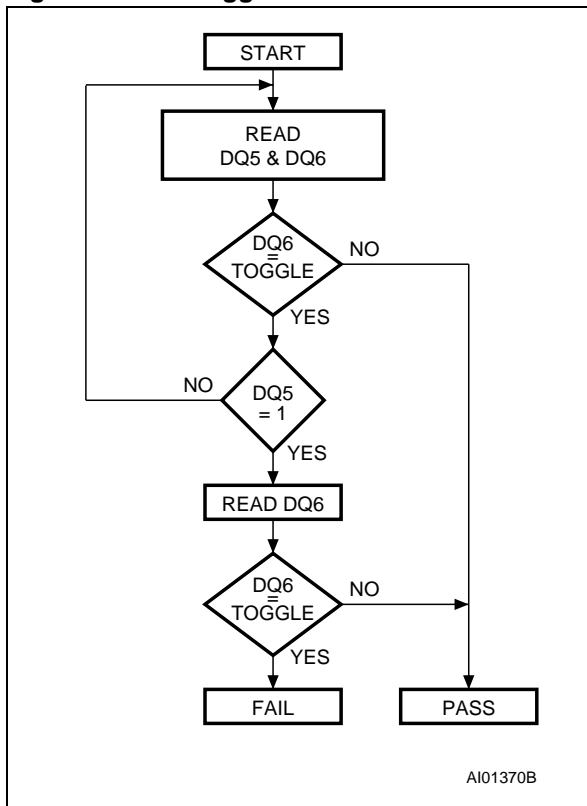 START
READ
DQ5 & DQ6
DQ6
=
TOGGLE
NO
YES
NO
DQ5
= 1
YES
READ DQ6
DQ6
=
TOGGLE
NO
YES
FAIL
PASS
AI01370B